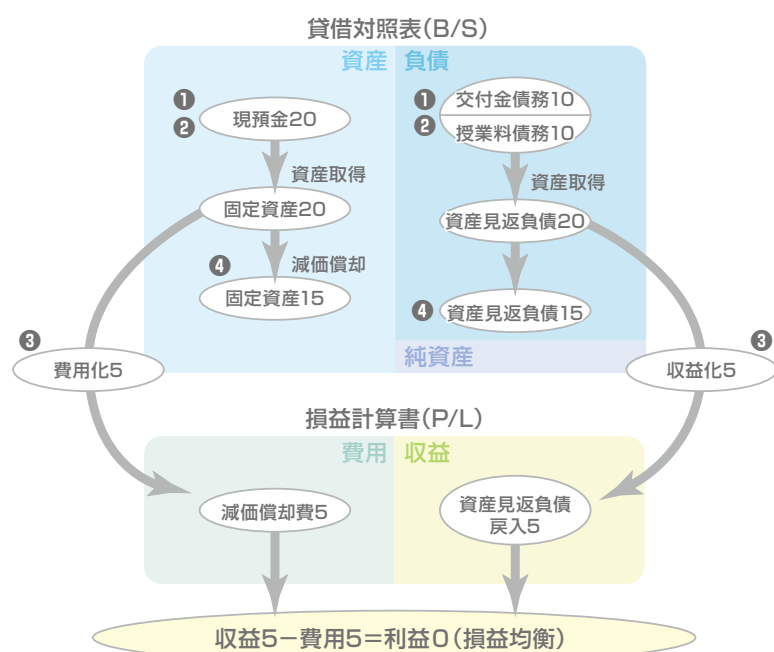 貸借対照表(B/S)
資産 負債
❶ 現預金20
❷
❶ 交付金債務10
❷ 授業料債務10
資産取得
資産取得
固定資産20
資産見返負債20
❹ 減価償却
固定資産15
❹ 資産見返負債15
純資産
❸
費用化5
❸
収益化5
損益計算書(P/L)
費用 収益
減価償却費5
資産見返負債
戻入5
収益5−費用5=利益0(損益均衡)